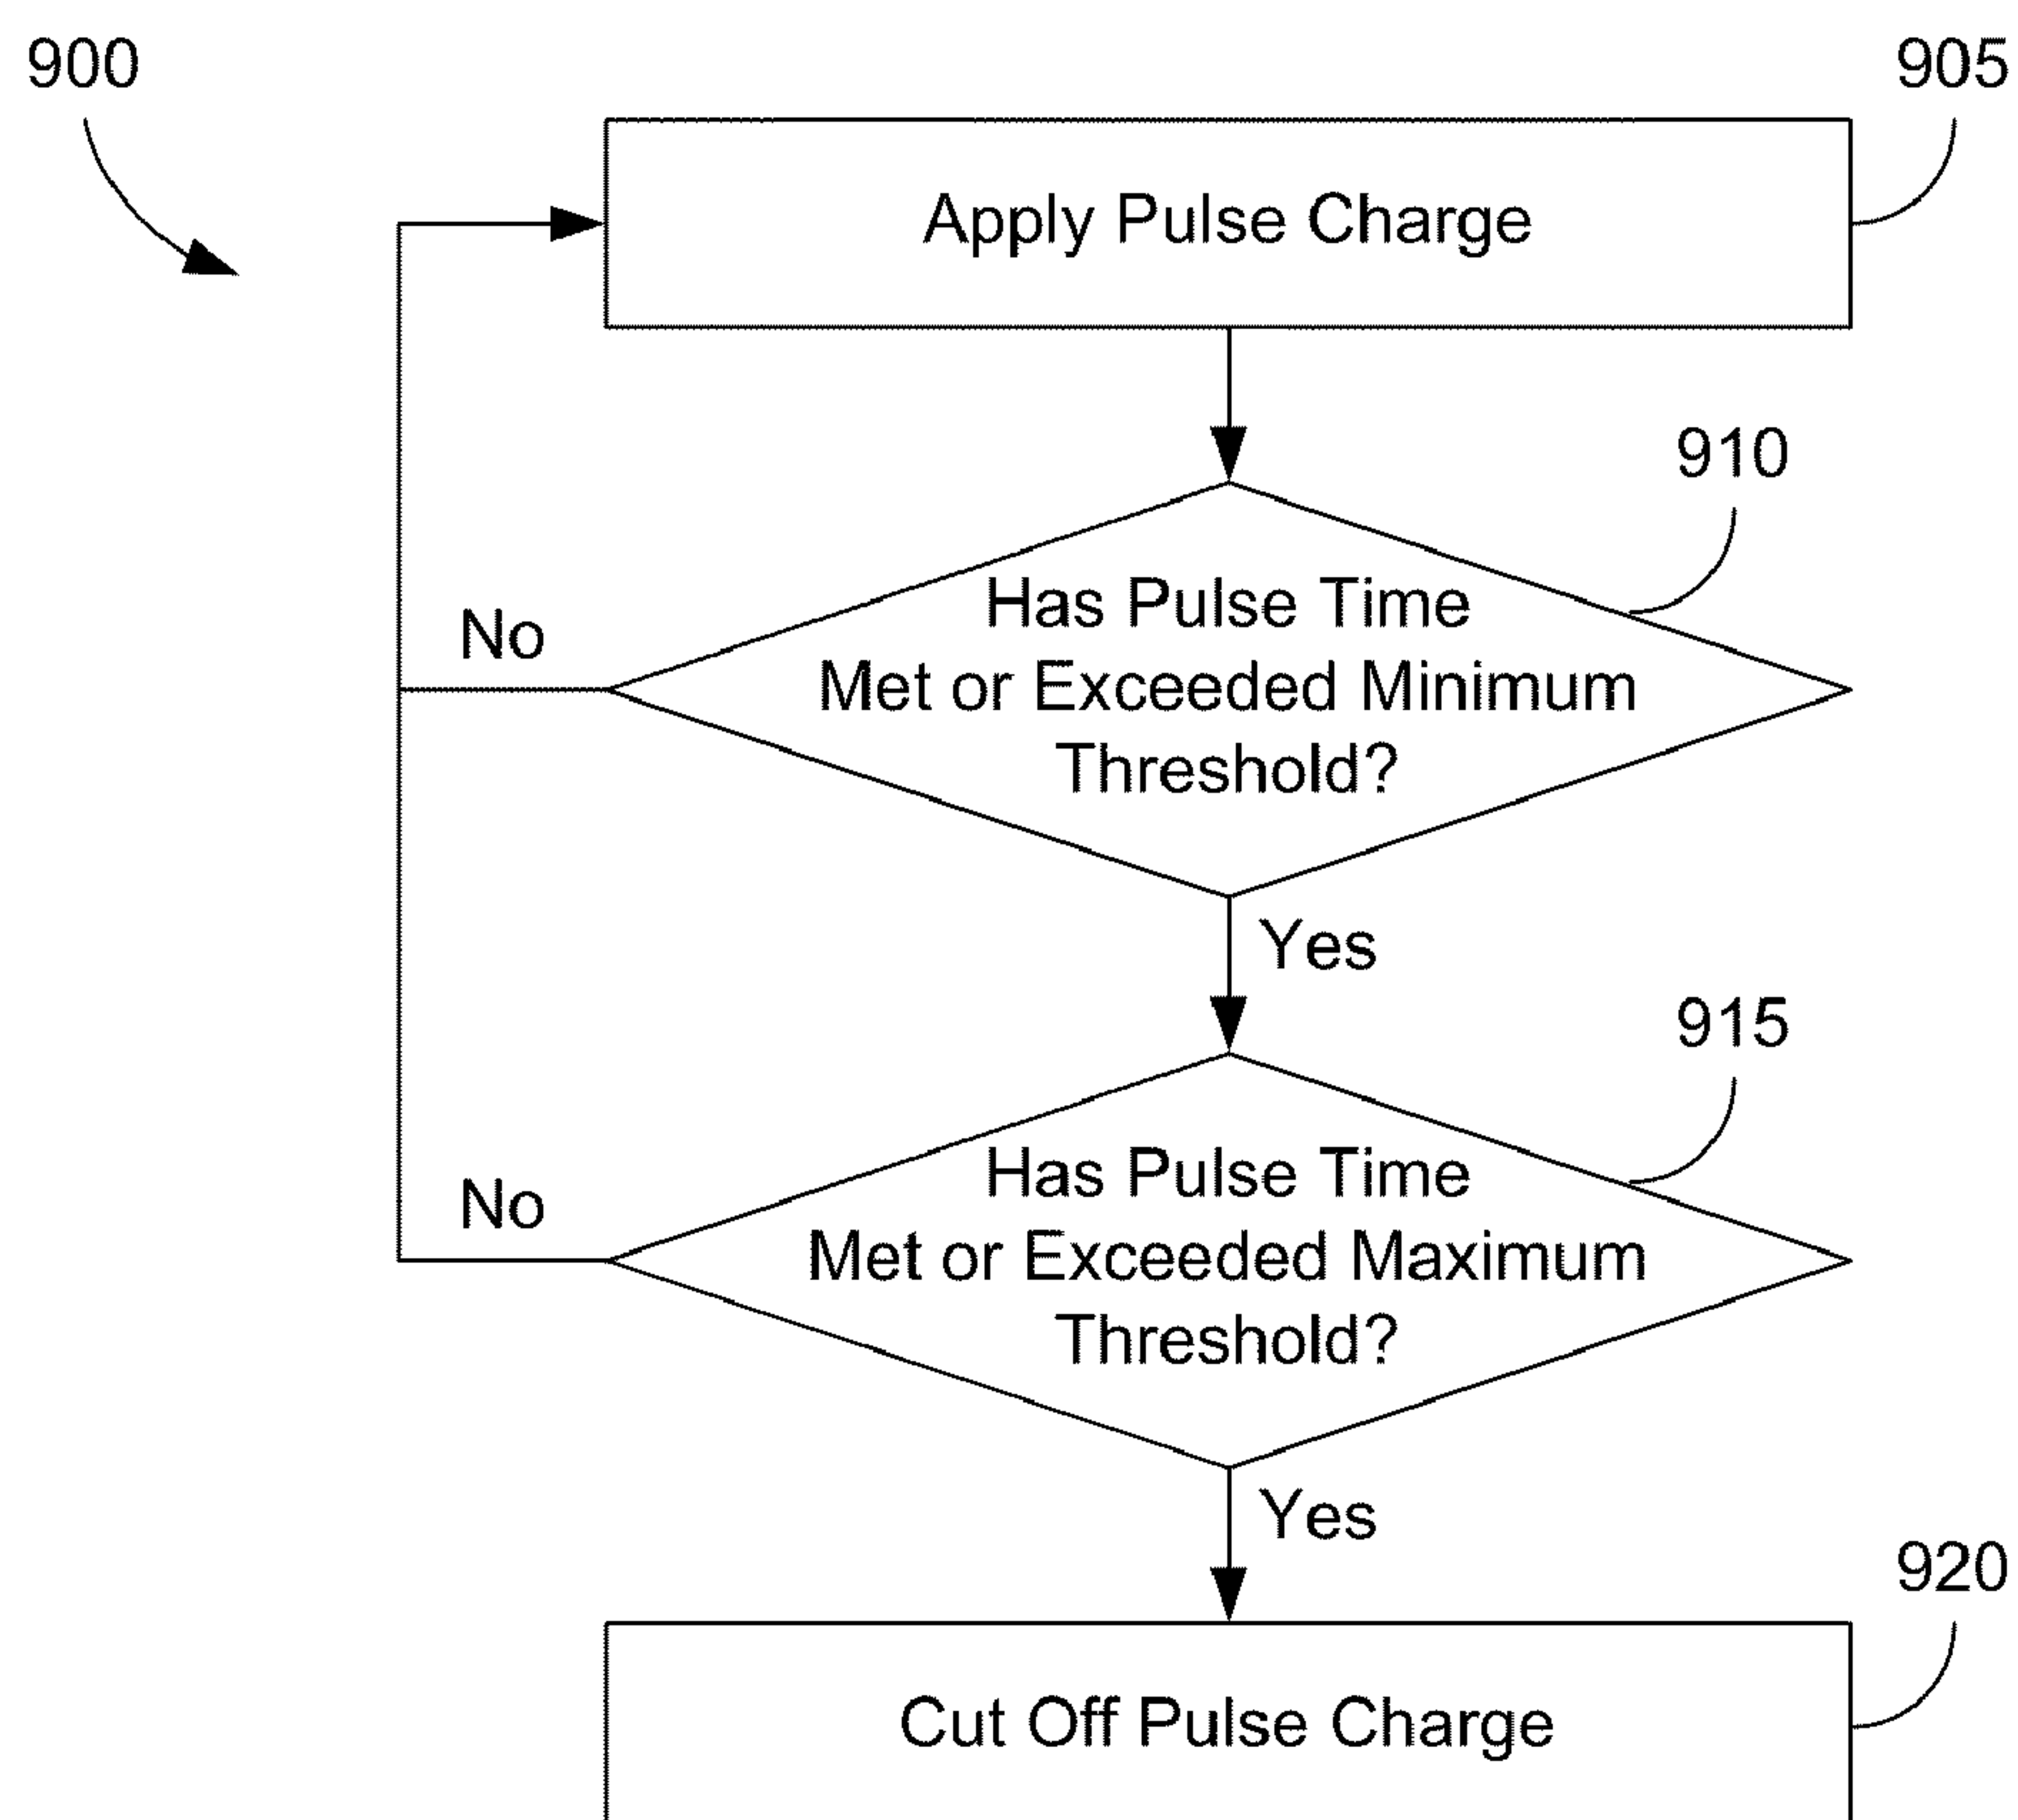 900
905
Apply Pulse Charge
910
Has Pulse Time
Met or Exceeded Minimum
Threshold?
No
Yes
915
Has Pulse Time
Met or Exceeded Maximum
Threshold?
No
Yes
920
Cut Off Pulse Charge